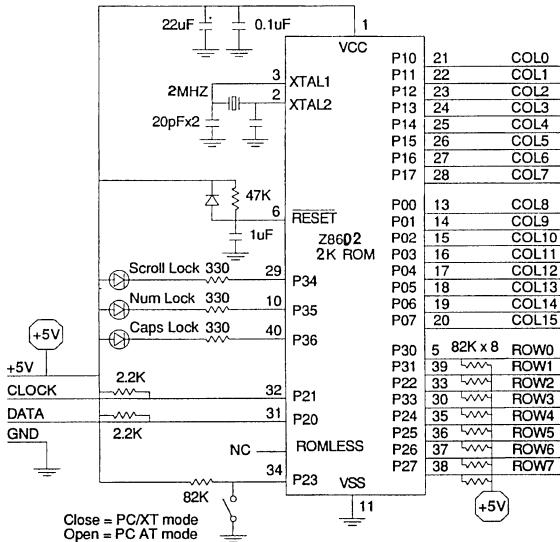 22uF
0.1uF
1
VCC
3
XTAL1
2MHZ
2
XTAL2
20pFx2
47K
6
RESET
1uF
Z8602
2K ROM
Scroll Lock 330 29 P34
Num Lock 330 10 P35
Caps Lock 330 40 P36
+5V
+5V
CLOCK 2.2K 32 P21
DATA 31 P20
2.2K
GND
NC ROMLESS
34
P23 VSS
82K
11
Close = PC/XT mode
Open = PC AT mode
P10 21 COL0
P11 22 COL1
P12 23 COL2
P13 24 COL3
P14 25 COL4
P15 26 COL5
P16 27 COL6
P17 28 COL7
P00 13 COL8
P01 14 COL9
P02 15 COL10
P03 16 COL11
P04 17 COL12
P05 18 COL13
P06 19 COL14
P07 20 COL15
P30 5 82K x 8 ROW0
P31 39 ROW1
P22 33 ROW2
P33 30 ROW3
P24 35 ROW4
P25 36 ROW5
P26 37 ROW6
P27 38 ROW7
+5V